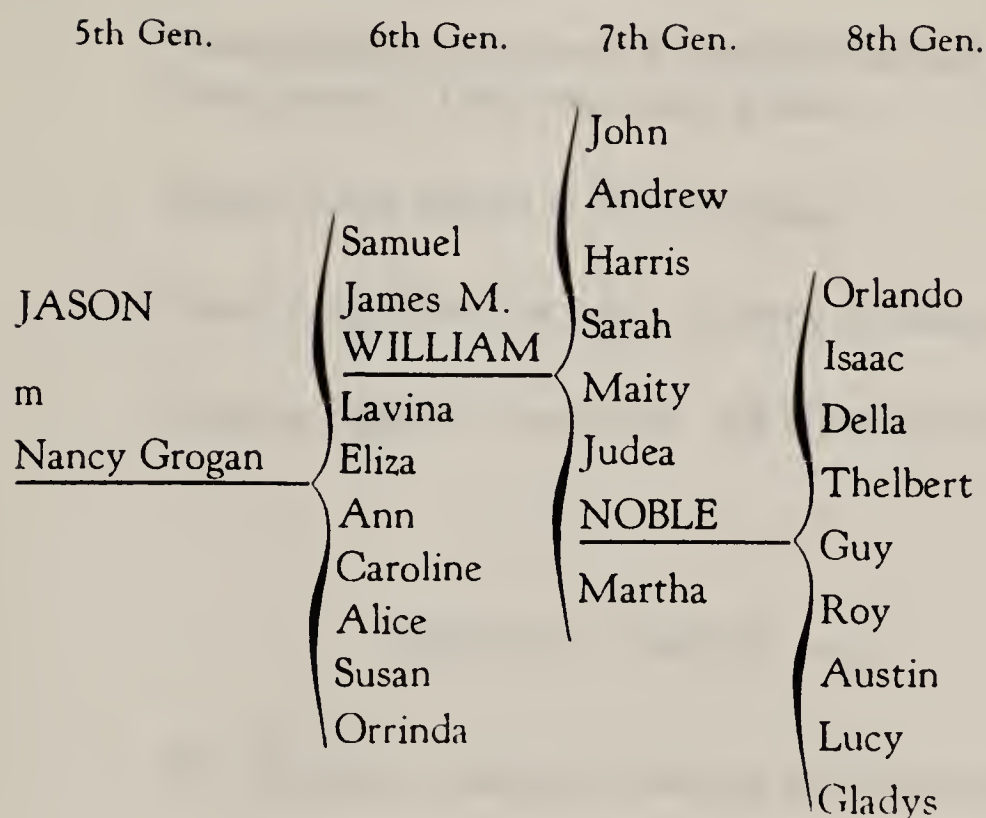 5th Gen. 6th Gen. 7th Gen. 8th Gen.
JASON
m
Nancy Grogan
Samuel
James M.
WILLIAM
Lavina
Eliza
Ann
Caroline
Alice
Susan
Orrinda
John
Andrew
Harris
Sarah
Maity
Judea
NOBLE
Martha
Orlando
Isaac
Della
Thelbert
Guy
Roy
Austin
Lucy
Gladys